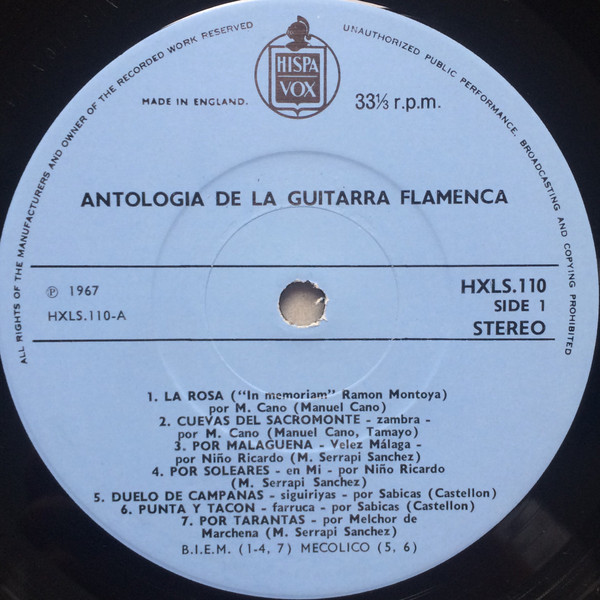 ALL RIGHTS OF THE MANUFACTURERS AND OWNER OF THE RECORDED WORK RESERVED
UNAUTHORIZED PUBLIC PERFORMANCE, BROADCASTING AND COPYING PROHIBITED
HISPA
VOX
MADE IN ENGLAND.
33⅓ r.p.m.
ANTOLOGIA DE LA GUITARRA FLAMENCA
℗ 1967
HXLS.110-A
HXLS.110
SIDE 1
STEREO
1. LA ROSA ("In memoriam" Ramon Montoya)
por M. Cano (Manuel Cano)
2. CUEVAS DEL SACROMONTE - zambra -
por M. Cano (Manuel Cano, Tamayo)
3. POR MALAGUENA - Velez Málaga -
por Niño Ricardo (M. Serrapi Sanchez)
4. POR SOLEARES - en Mi - por Niño Ricardo
(M. Serrapi Sanchez)
5. DUELO DE CAMPANAS - siguiriyas - por Sabicas (Castellon)
6. PUNTA Y TACON - farruca - por Sabicas (Castellon)
7. POR TARANTAS - por Melchor de
Marchena (M. Serrapi Sanchez)
B.I.E.M. (1-4, 7) MECOLICO (5, 6)